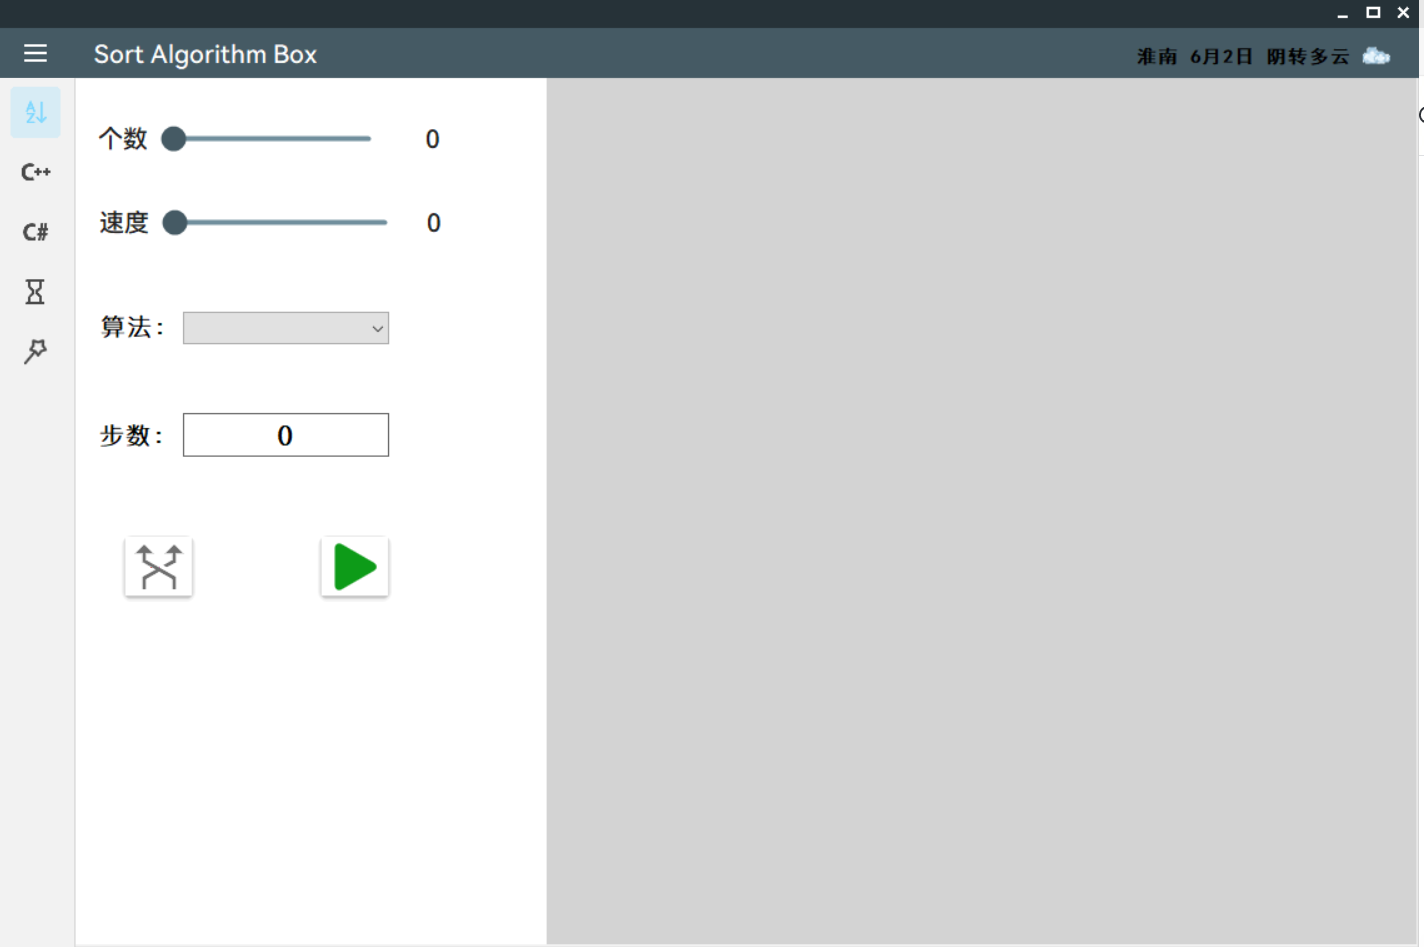 Sort Algorithm Box
淮南 6月2日 阴转多云
A
Z
个数 0
C++
速度 0
C#
算法：
步数： 0